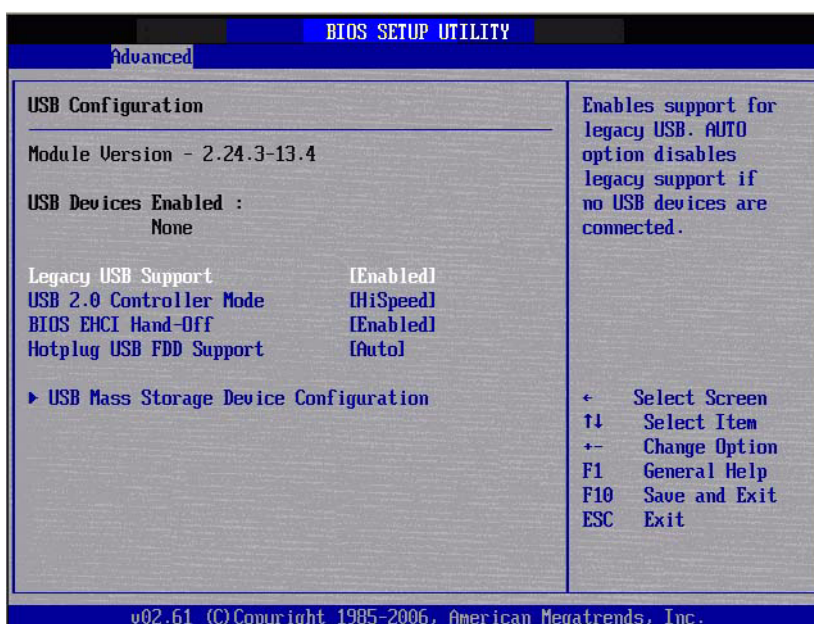 BIOS SETUP UTILITY
Advanced
USB Configuration
Module Version - 2.24.3-13.4
USB Devices Enabled :
None
Legacy USB Support [Enabled]
USB 2.0 Controller Mode [HiSpeed]
BIOS EHCI Hand-Off [Enabled]
Hotplug USB FDD Support [Auto]
▶ USB Mass Storage Device Configuration
Enables support for
legacy USB. AUTO
option disables
legacy support if
no USB devices are
connected.
← Select Screen
↑↓ Select Item
+- Change Option
F1 General Help
F10 Save and Exit
ESC Exit
v02.61 (C)Copyright 1985-2006, American Megatrends, Inc.